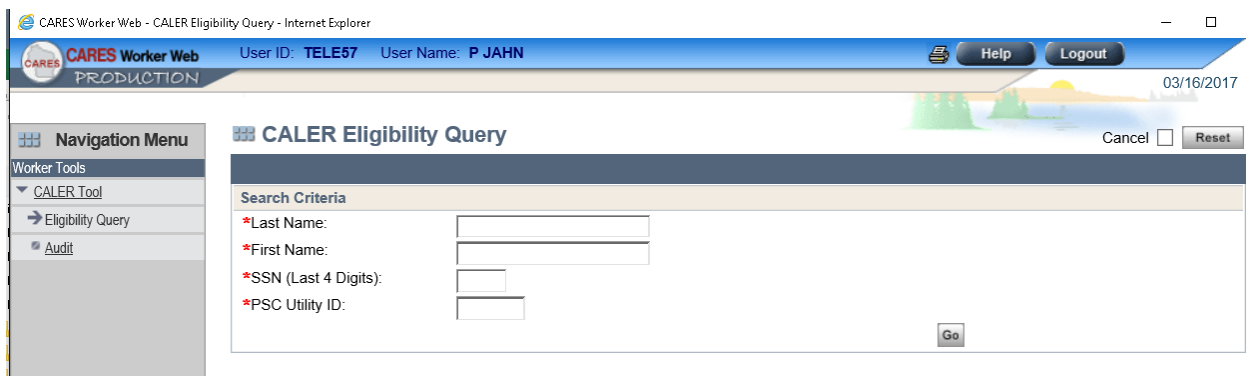 CARES Worker Web - CALER Eligibility Query - Internet Explorer
CARES CARES Worker Web User ID: TELE57 User Name: P JAHN Help Logout
PRODUCTION 03/16/2017
Navigation Menu CALER Eligibility Query Cancel Reset
Worker Tools
CALER Tool Search Criteria
Eligibility Query *Last Name:
Audit *First Name:
*SSN (Last 4 Digits):
*PSC Utility ID:
Go